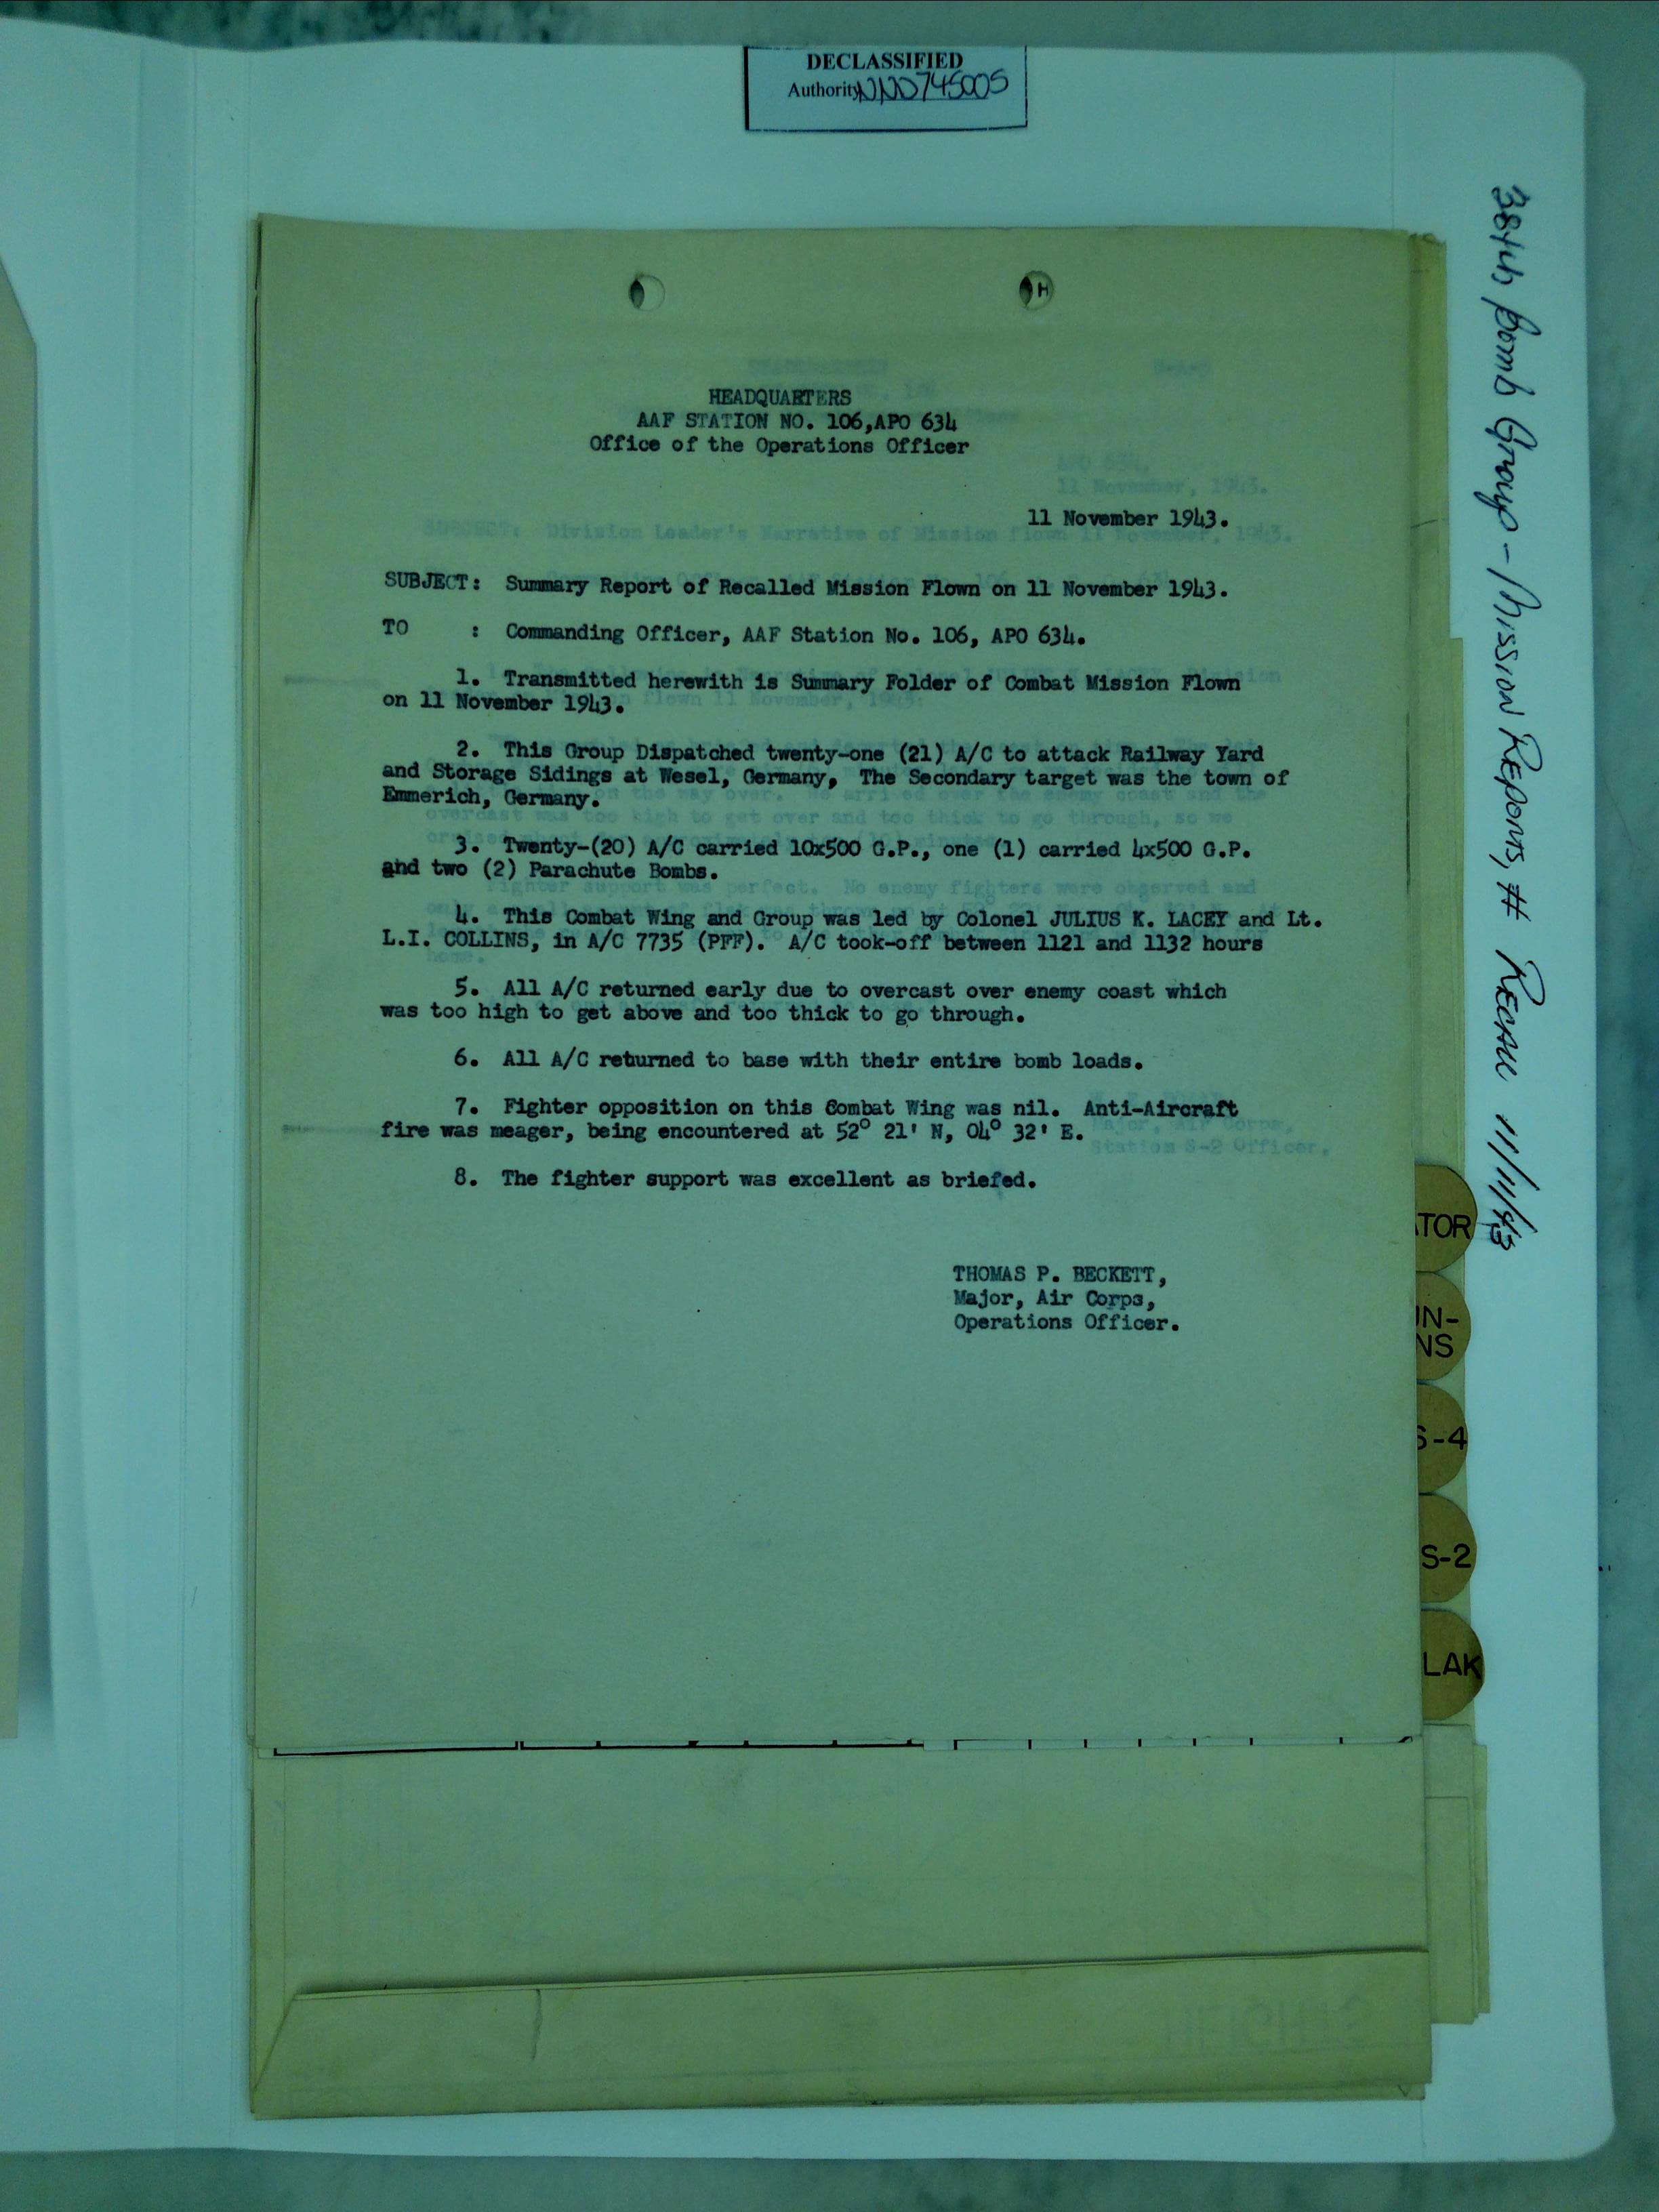 DECLASSIFIED
Authority NND745005
384th Bomb Group - Mission Reports, # Recall 11/11/43
H
HEADQUARTERS
AAF STATION NO. 106,APO 634
Office of the Operations Officer
11 November 1943.
SUBJECT: Summary Report of Recalled Mission Flown on 11 November 1943.
TO : Commanding Officer, AAF Station No. 106, APO 634.
1. Transmitted herewith is Summary Folder of Combat Mission Flown
on 11 November 1943.
2. This Group Dispatched twenty-one (21) A/C to attack Railway Yard
and Storage Sidings at Wesel, Germany, The Secondary target was the town of
Emmerich, Germany.
3. Twenty-(20) A/C carried 10x500 G.P., one (1) carried 4x500 G.P.
and two (2) Parachute Bombs.
4. This Combat Wing and Group was led by Colonel JULIUS K. LACEY and Lt.
L.I. COLLINS, in A/C 7735 (PFF). A/C took-off between 1121 and 1132 hours
5. All A/C returned early due to overcast over enemy coast which
was too high to get above and too thick to go through.
6. All A/C returned to base with their entire bomb loads.
7. Fighter opposition on this Combat Wing was nil. Anti-Aircraft
fire was meager, being encountered at 52° 21' N, 04° 32' E.
8. The fighter support was excellent as briefed.
THOMAS P. BECKETT,
Major, Air Corps,
Operations Officer.
TOR
UN-
NS
S-4
S-2
LAK